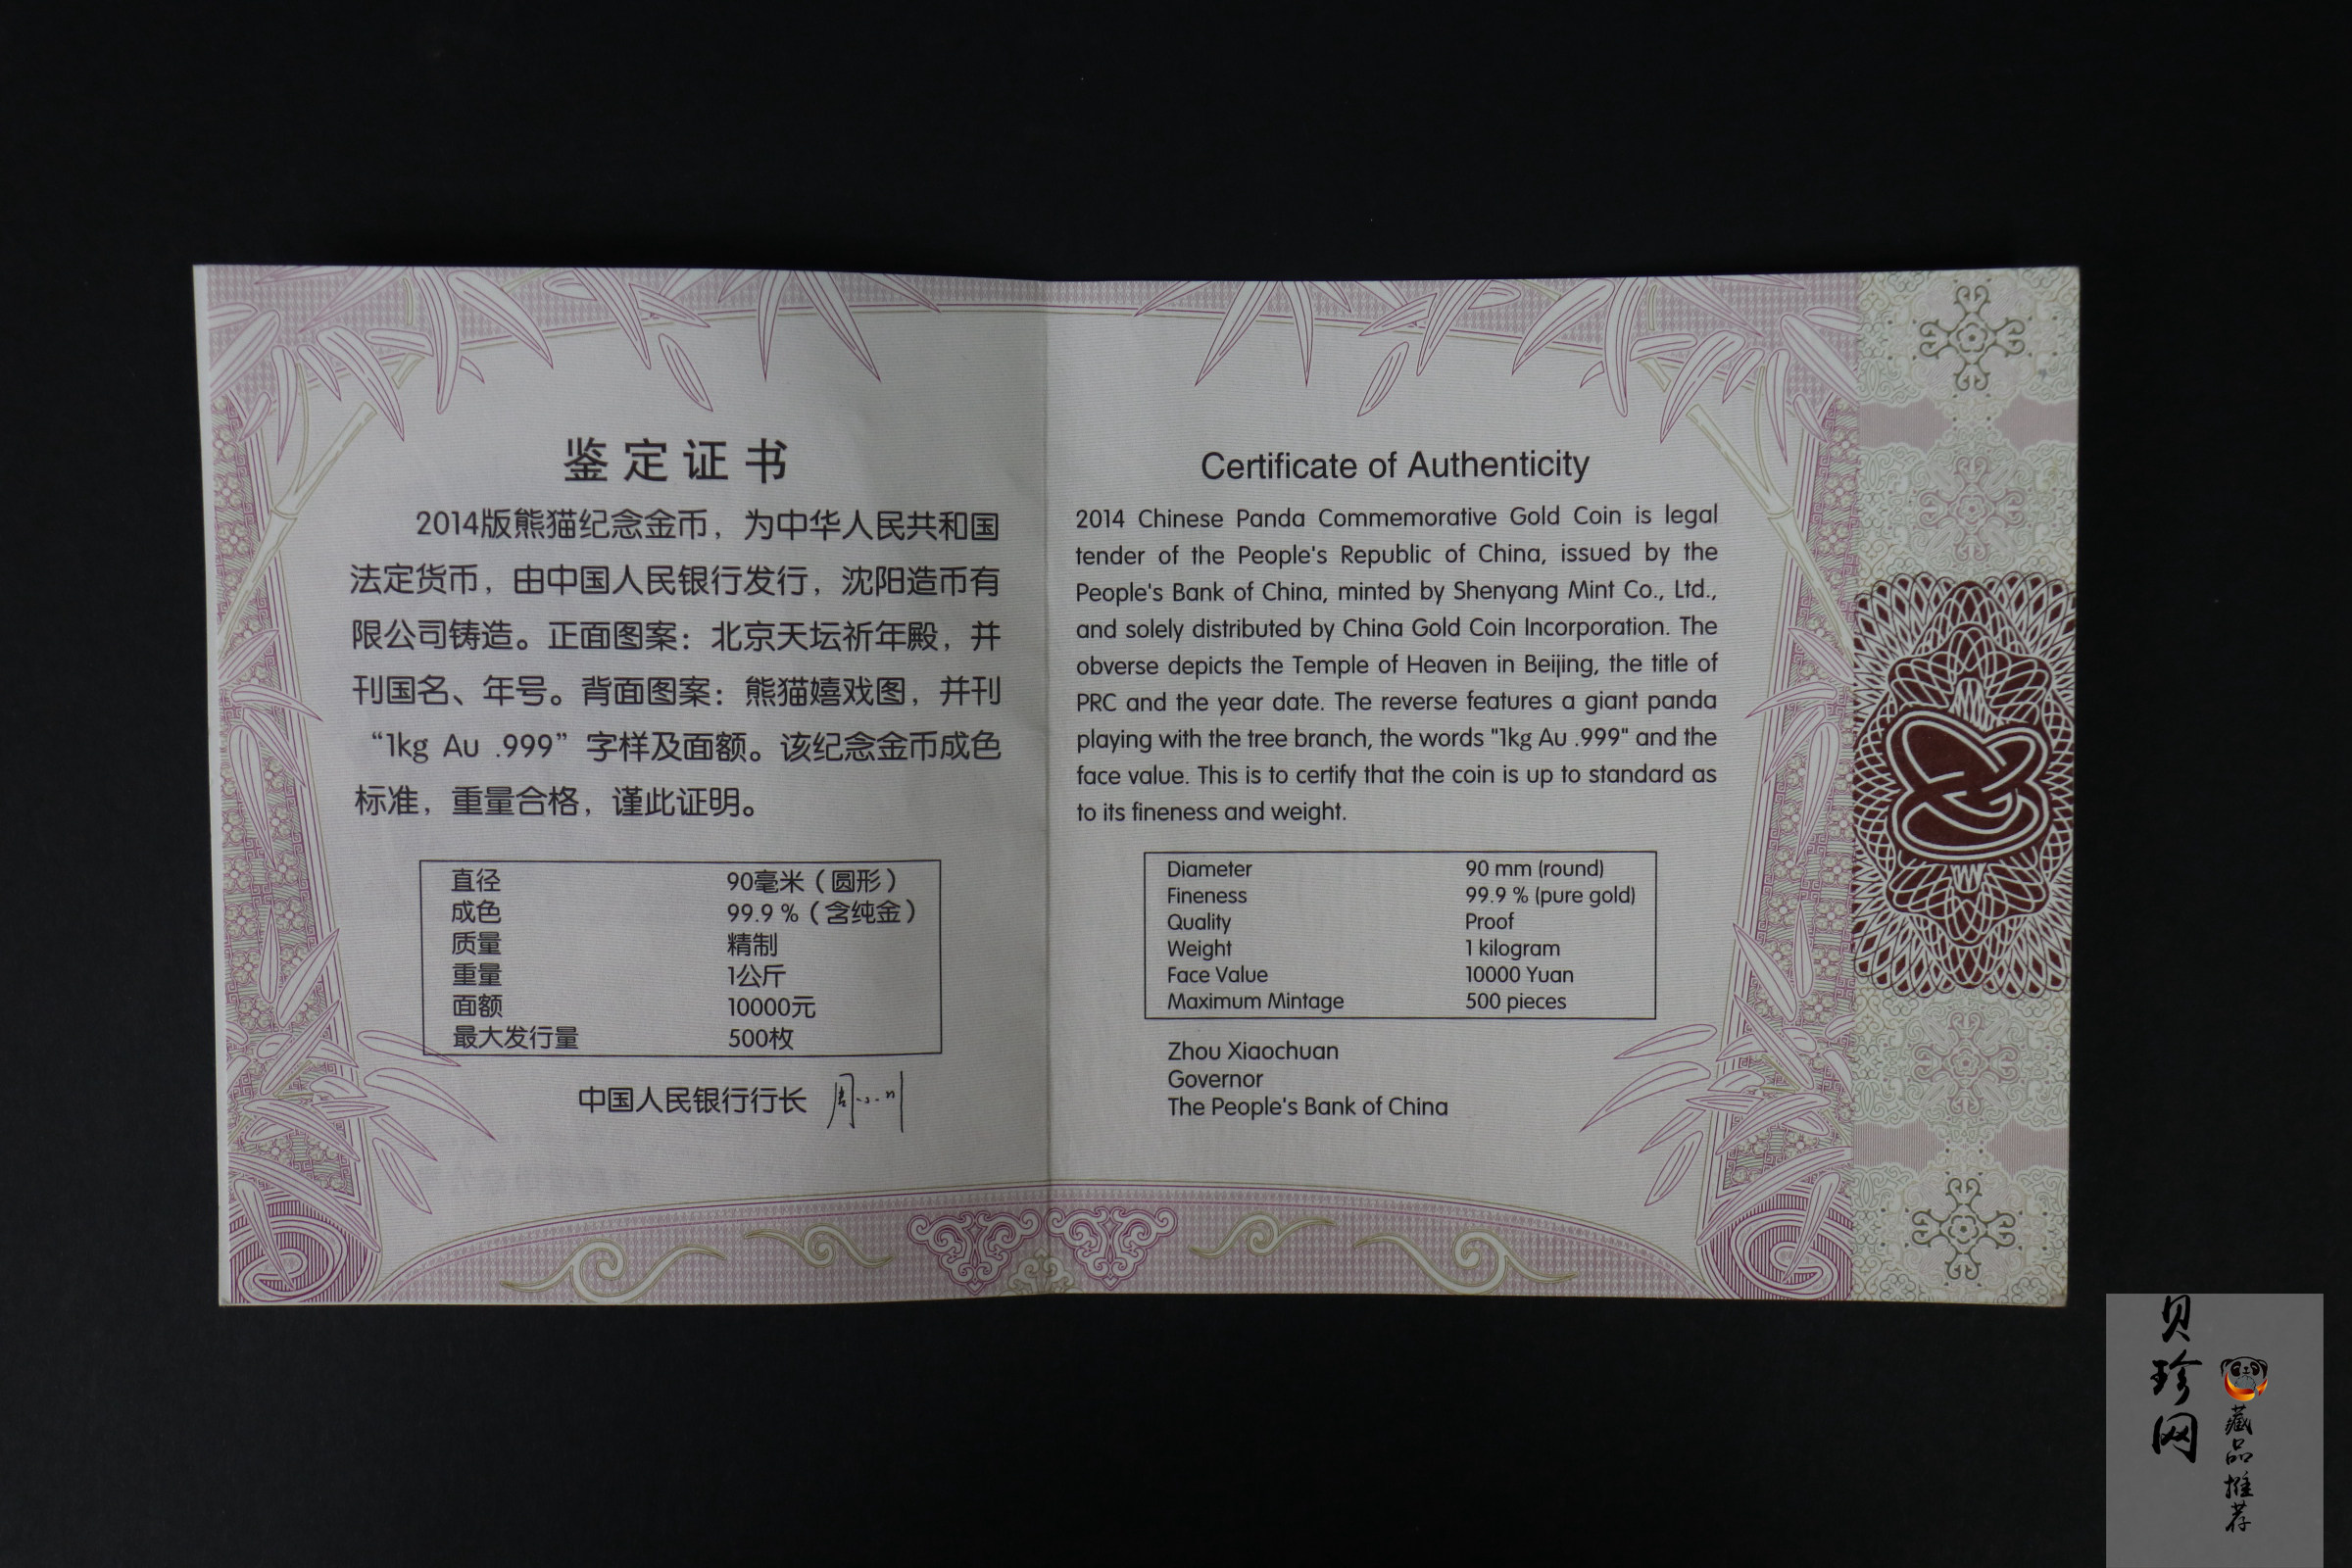 鉴定证书
2014版熊猫纪念金币，为中华人民共和国
法定货币，由中国人民银行发行，沈阳造币有
限公司铸造。正面图案：北京天坛祈年殿，并
刊国名、年号。背面图案：熊猫嬉戏图，并刊
“1kg Au .999”字样及面额。该纪念金币成色
标准，重量合格，谨此证明。
直径 90毫米（圆形）
成色 99.9 %（含纯金）
质量 精制
重量 1公斤
面额 10000元
最大发行量 500枚
中国人民银行行长 周小川
Certificate of Authenticity
2014 Chinese Panda Commemorative Gold Coin is legal
tender of the People's Republic of China, issued by the
People's Bank of China, minted by Shenyang Mint Co., Ltd.,
and solely distributed by China Gold Coin Incorporation. The
obverse depicts the Temple of Heaven in Beijing, the title of
PRC and the year date. The reverse features a giant panda
playing with the tree branch, the words "1kg Au .999" and the
face value. This is to certify that the coin is up to standard as
to its fineness and weight.
Diameter 90 mm (round)
Fineness 99.9 % (pure gold)
Quality Proof
Weight 1 kilogram
Face Value 10000 Yuan
Maximum Mintage 500 pieces
Zhou Xiaochuan
Governor
The People's Bank of China
贝珍网
藏品推荐